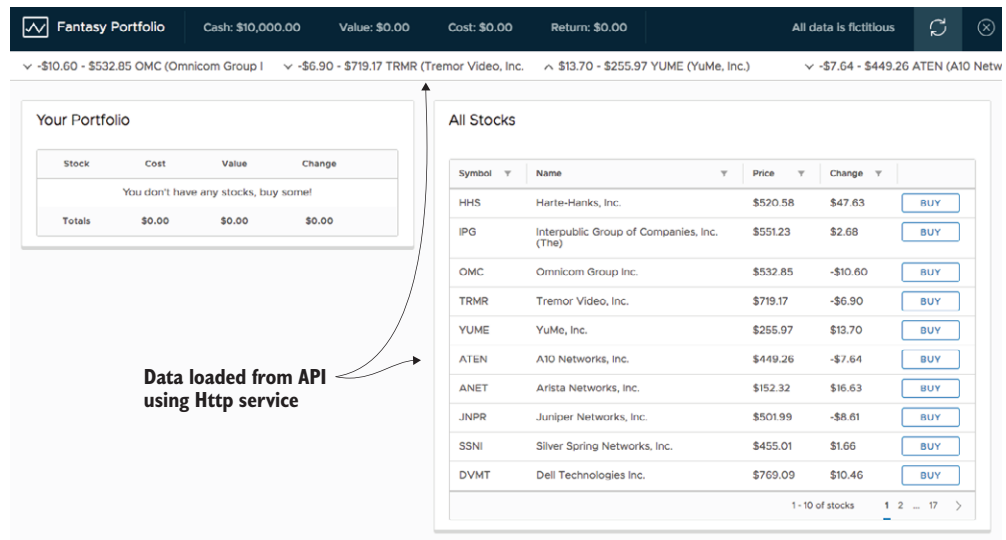 Fantasy Portfolio Cash: $10,000.00 Value: $0.00 Cost: $0.00 Return: $0.00 All data is fictitious
-$10.60 - $532.85 OMC (Omnicom Group I -$6.90 - $719.17 TRMR (Tremor Video, Inc. $13.70 - $255.97 YUME (YuMe, Inc.) -$7.64 - $449.26 ATEN (A10 Netw
Your Portfolio
Stock Cost Value Change
You don't have any stocks, buy some!
Totals $0.00 $0.00 $0.00
All Stocks
Symbol Name Price Change
HHS Harte-Hanks, Inc. $520.58 $47.63 BUY
IPG Interpublic Group of Companies, Inc. $551.23 $2.68 BUY
(The)
OMC Omnicom Group Inc. $532.85 -$10.60 BUY
TRMR Tremor Video, Inc. $719.17 -$6.90 BUY
YUME YuMe, Inc. $255.97 $13.70 BUY
ATEN A10 Networks, Inc. $449.26 -$7.64 BUY
ANET Arista Networks, Inc. $152.32 $16.63 BUY
JNPR Juniper Networks, Inc. $501.99 -$8.61 BUY
SSNI Silver Spring Networks, Inc. $455.01 $1.66 BUY
DVMT Dell Technologies Inc. $769.09 $10.46 BUY
1 - 10 of stocks 1 2 ... 17
Data loaded from API
using Http service